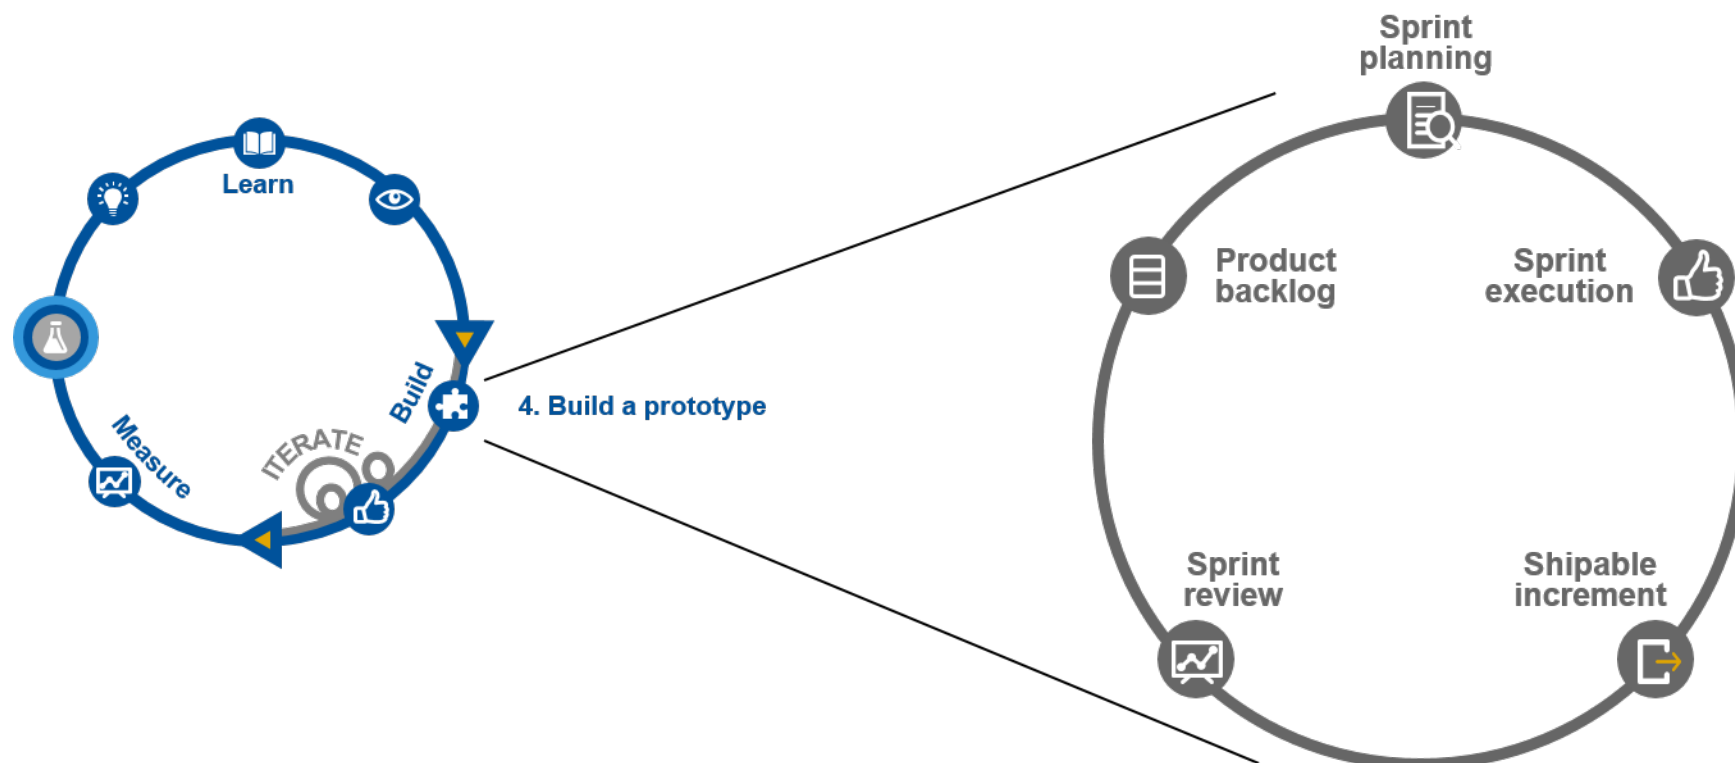 Learn
Build
ITERATE
Measure
4. Build a prototype
Sprint
planning
Product
backlog
Sprint
execution
Sprint
review
Shipable
increment